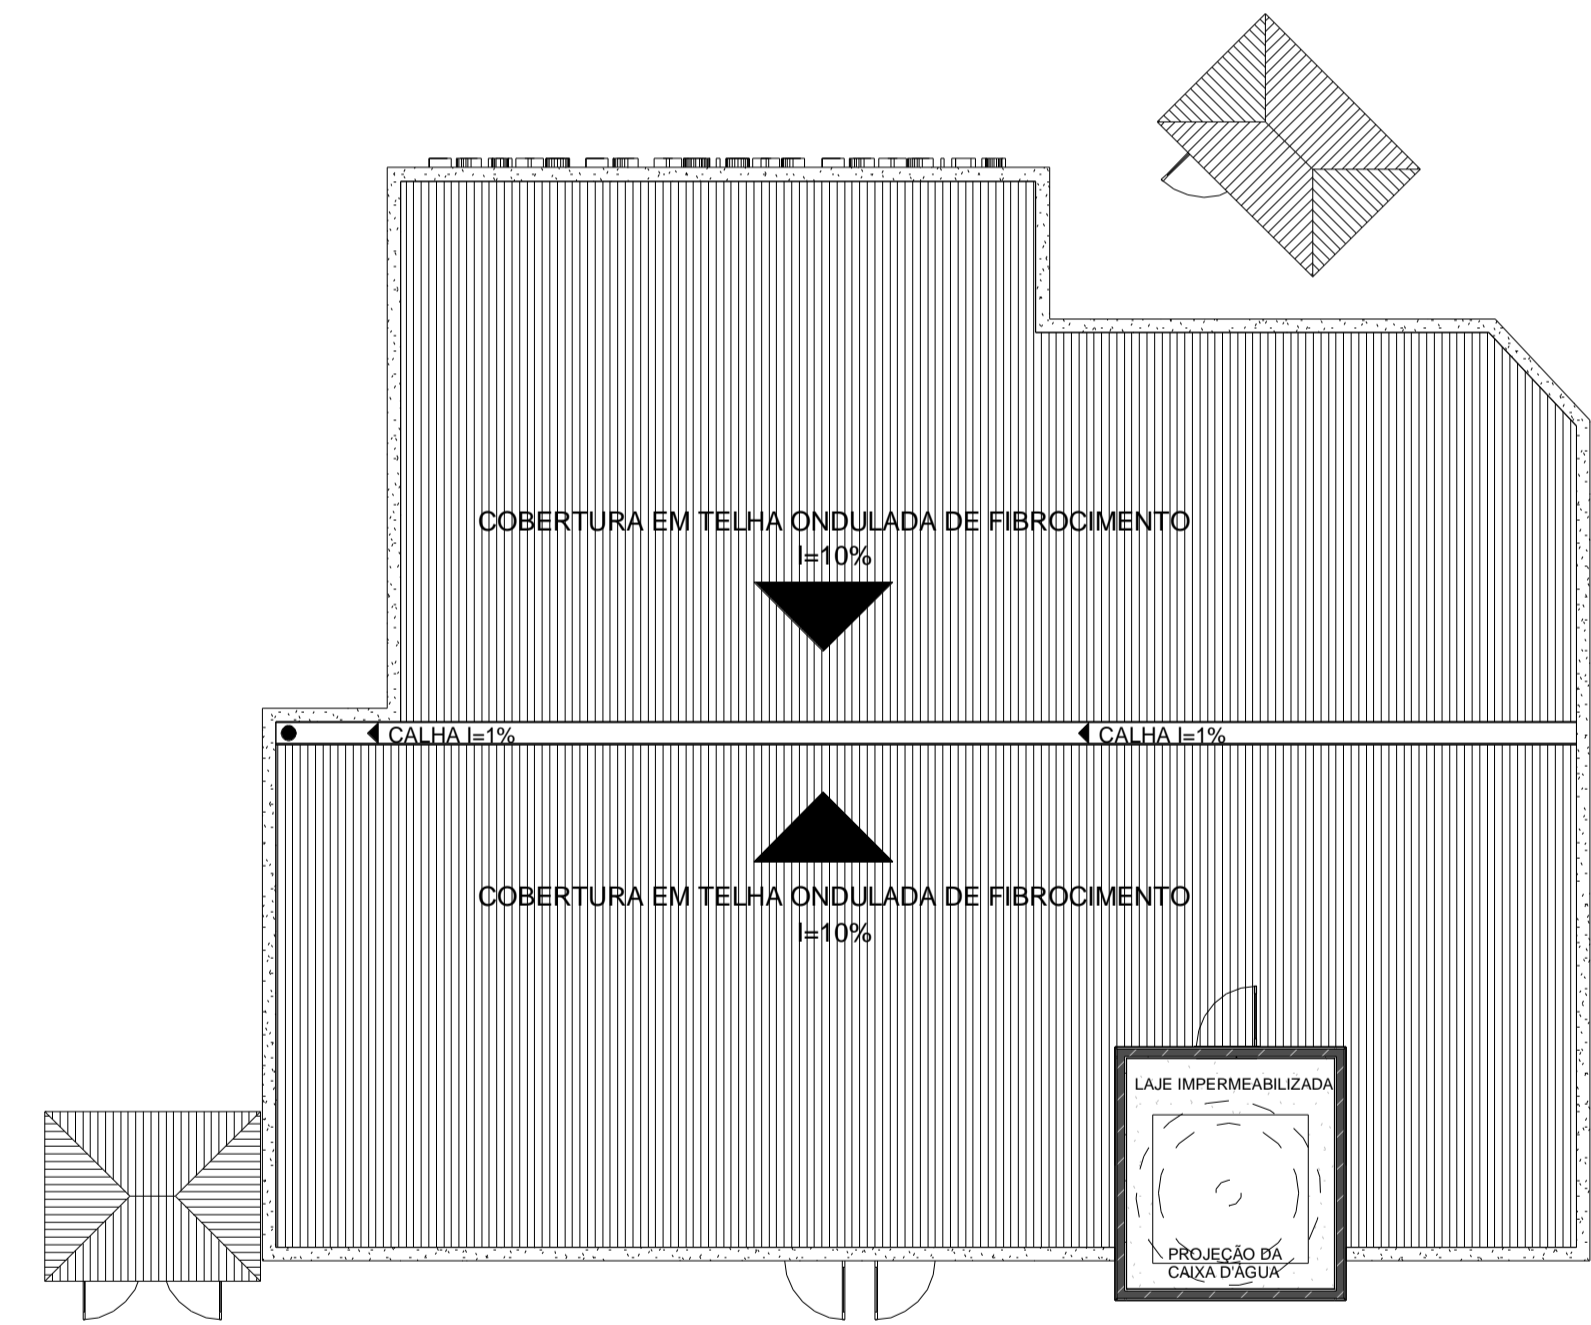 COBERTURA EM TELHA ONDULADA DE FIBROCIMENTO
I=10%
CALHA I=1%
CALHA I=1%
COBERTURA EM TELHA ONDULADA DE FIBROCIMENTO
I=10%
LAJE IMPERMEABILIZADA
PROJEÇÃO DA
CAIXA D'ÁGUA